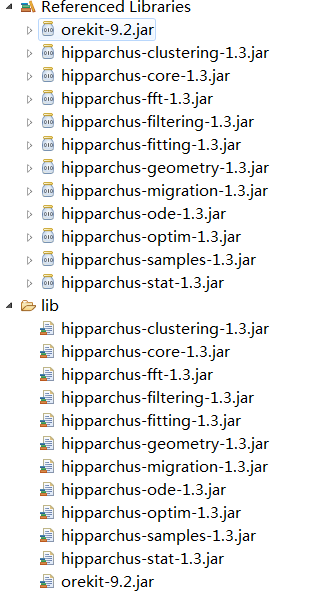 Referenced Libraries
orekit-9.2.jar
hipparchus-clustering-1.3.jar
hipparchus-core-1.3.jar
hipparchus-fft-1.3.jar
hipparchus-filtering-1.3.jar
hipparchus-fitting-1.3.jar
hipparchus-geometry-1.3.jar
hipparchus-migration-1.3.jar
hipparchus-ode-1.3.jar
hipparchus-optim-1.3.jar
hipparchus-samples-1.3.jar
hipparchus-stat-1.3.jar
lib
hipparchus-clustering-1.3.jar
hipparchus-core-1.3.jar
hipparchus-fft-1.3.jar
hipparchus-filtering-1.3.jar
hipparchus-fitting-1.3.jar
hipparchus-geometry-1.3.jar
hipparchus-migration-1.3.jar
hipparchus-ode-1.3.jar
hipparchus-optim-1.3.jar
hipparchus-samples-1.3.jar
hipparchus-stat-1.3.jar
orekit-9.2.jar